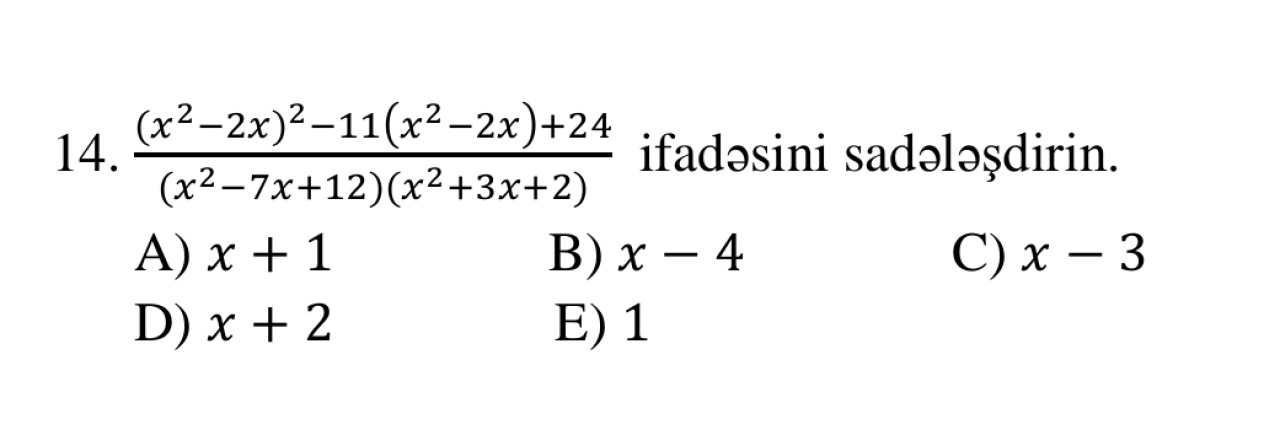 14. \frac{(x²−2x)²−11(x²−2x)+24}{(x²−7x+12)(x²+3x+2)} ifadəsini sadələşdirin.
A) x + 1 B) x − 4 C) x − 3
D) x + 2 E) 1